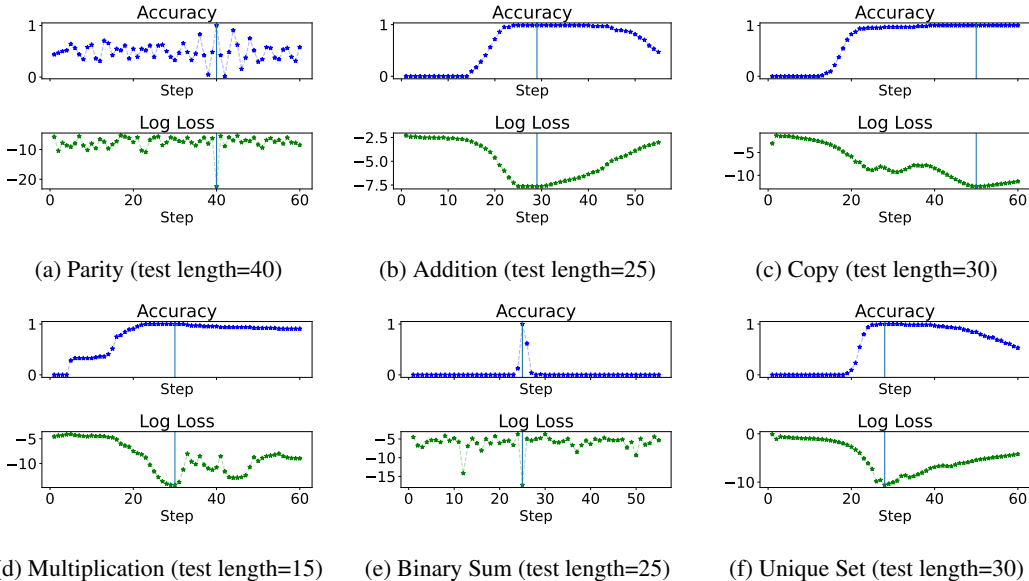 Accuracy
Accuracy
Accuracy
1
0
1
0
1
0
Step
Step
Step
Log Loss
Log Loss
Log Loss
−10
−20
−2.5
−5.0
−7.5
−5
−10
0 20 40 60
0 10 20 30 40 50
0 20 40 60
Step
Step
Step
(a) Parity (test length=40)
(b) Addition (test length=25)
(c) Copy (test length=30)
Accuracy
Accuracy
Accuracy
1
0
1
0
1
0
Step
Step
Step
Log Loss
Log Loss
Log Loss
−5
−10
−5
−10
−15
0
−10
0 20 40 60
0 10 20 30 40 50
0 20 40 60
Step
Step
Step
d) Multiplication (test length=15)
(e) Binary Sum (test length=25)
(f) Unique Set (test length=30)